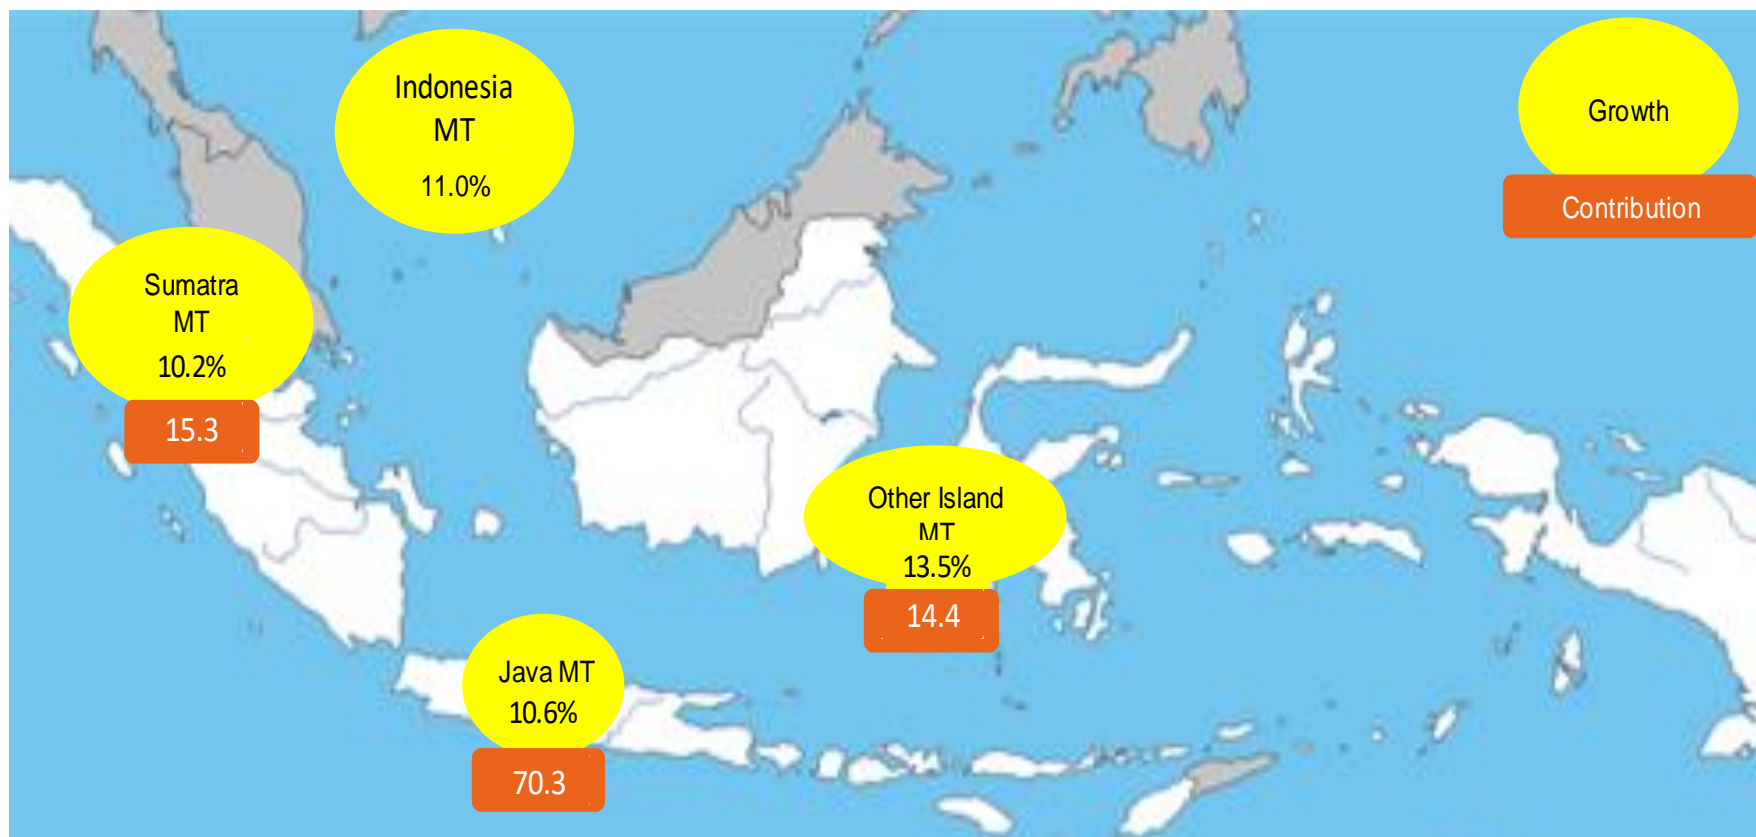 Indonesia
MT
11.0%
Growth
Contribution
Sumatra
MT
10.2%
15.3
Other Island
MT
13.5%
14.4
Java MT
10.6%
70.3